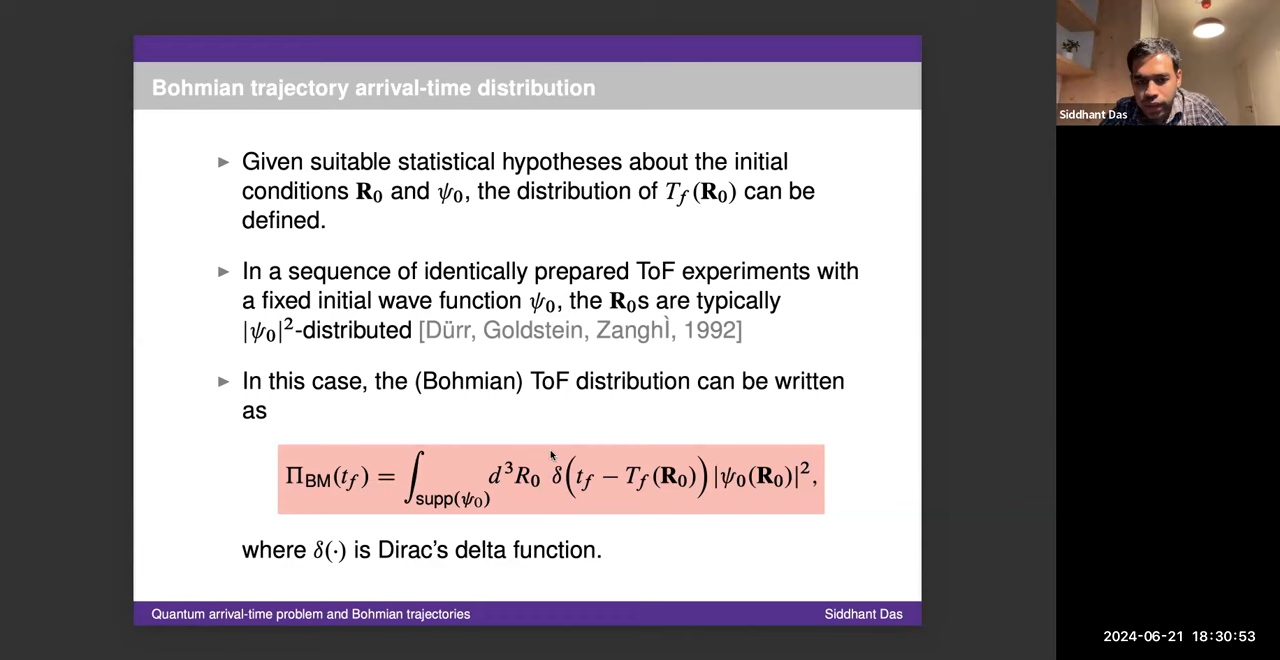 Bohmian trajectory arrival-time distribution
▶ Given suitable statistical hypotheses about the initial
conditions R₀ and ψ₀, the distribution of T_f(R₀) can be
defined.
▶ In a sequence of identically prepared ToF experiments with
a fixed initial wave function ψ₀, the R₀s are typically
|ψ₀|²-distributed [Dürr, Goldstein, ZanghÌ, 1992]
▶ In this case, the (Bohmian) ToF distribution can be written
as
Π_BM(t_f) = ∫_supp(ψ₀) d³R₀ δ(t_f − T_f(R₀)) |ψ₀(R₀)|²,
where δ(·) is Dirac's delta function.
Quantum arrival-time problem and Bohmian trajectories
Siddhant Das
Siddhant Das
2024-06-21 18:30:53